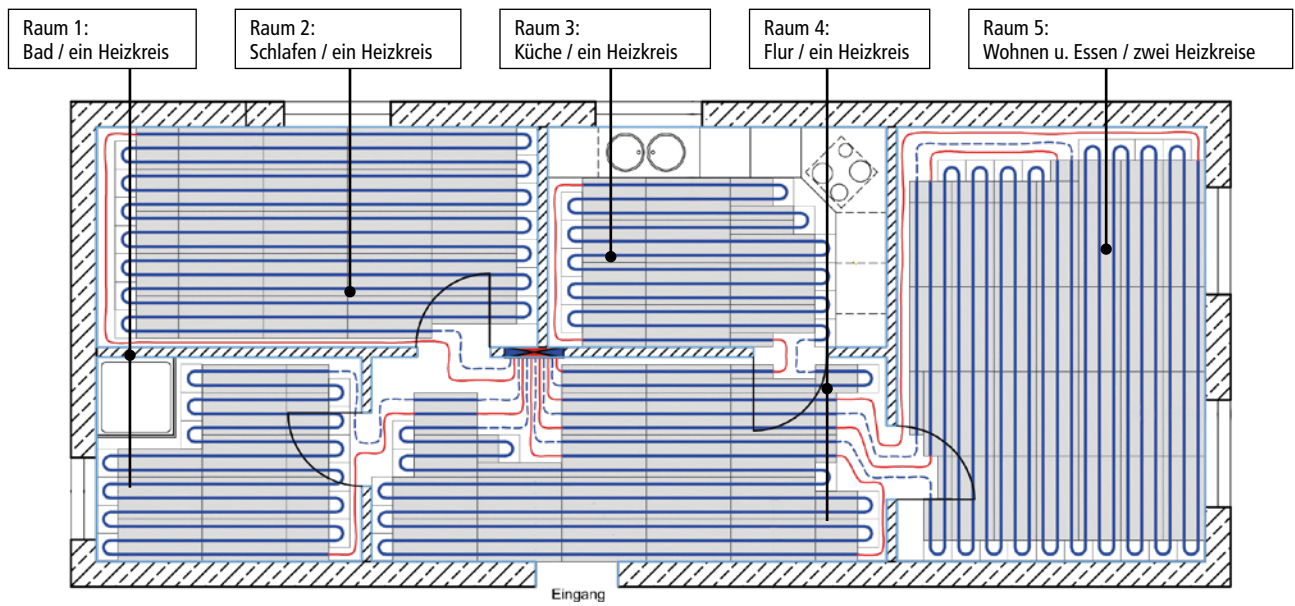 Raum 1:
Bad / ein Heizkreis
Raum 2:
Schlafen / ein Heizkreis
Raum 3:
Küche / ein Heizkreis
Raum 4:
Flur / ein Heizkreis
Raum 5:
Wohnen u. Essen / zwei Heizkreise
Eingang